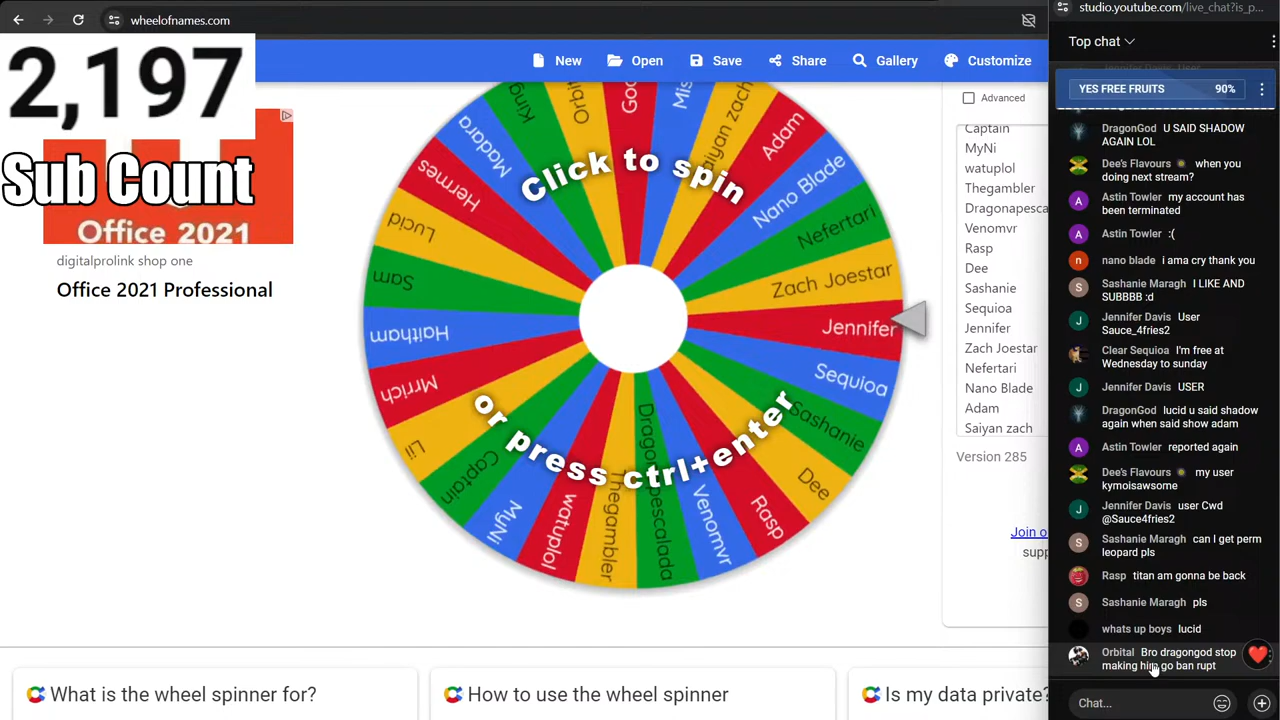 wheelofnames.com
studio.youtube.com/live_chat?is_p...
2,197
Sub Count
New
Open
Save
Share
Gallery
Customize
Office 2021
digitalprolink shop one
Office 2021 Professional
Click to spin
or press ctrl+enter
King
Orbit
God
Adam
Nano Blade
Nefertari
Zach Joestar
Jennifer
Sequioa
Sashanie
Dee
Rasp
Venomvr
Thegambler
watuplol
MyNi
Captain
Lil
Mrrich
Haitham
Sam
Lucid
Hermes
Madara
Advanced
Captain
MyNi
watuplol
Thegambler
Dragonapesca
Venomvr
Rasp
Dee
Sashanie
Sequioa
Jennifer
Zach Joestar
Nefertari
Nano Blade
Adam
Saiyan zach
Version 285
Join o
supp
What is the wheel spinner for?
How to use the wheel spinner
Is my data private?
Top chat
YES FREE FRUITS 90%
DragonGod U SAID SHADOW
AGAIN LOL
Dee's Flavours when you
doing next stream?
Astin Towler my account has
been terminated
Astin Towler :(
nano blade i ama cry thank you
Sashanie Maragh I LIKE AND
SUBBBB :d
Jennifer Davis User
Sauce_4fries2
Clear Sequioa I'm free at
Wednesday to sunday
Jennifer Davis USER
DragonGod lucid u said shadow
again when said show adam
Astin Towler reported again
Dee's Flavours my user
kymoisawsome
Jennifer Davis user Cwd
@Sauce4fries2
Sashanie Maragh can I get perm
leopard pls
Rasp titan am gonna be back
Sashanie Maragh pls
whats up boys lucid
Orbital Bro dragongod stop
making him go ban rupt
Chat...